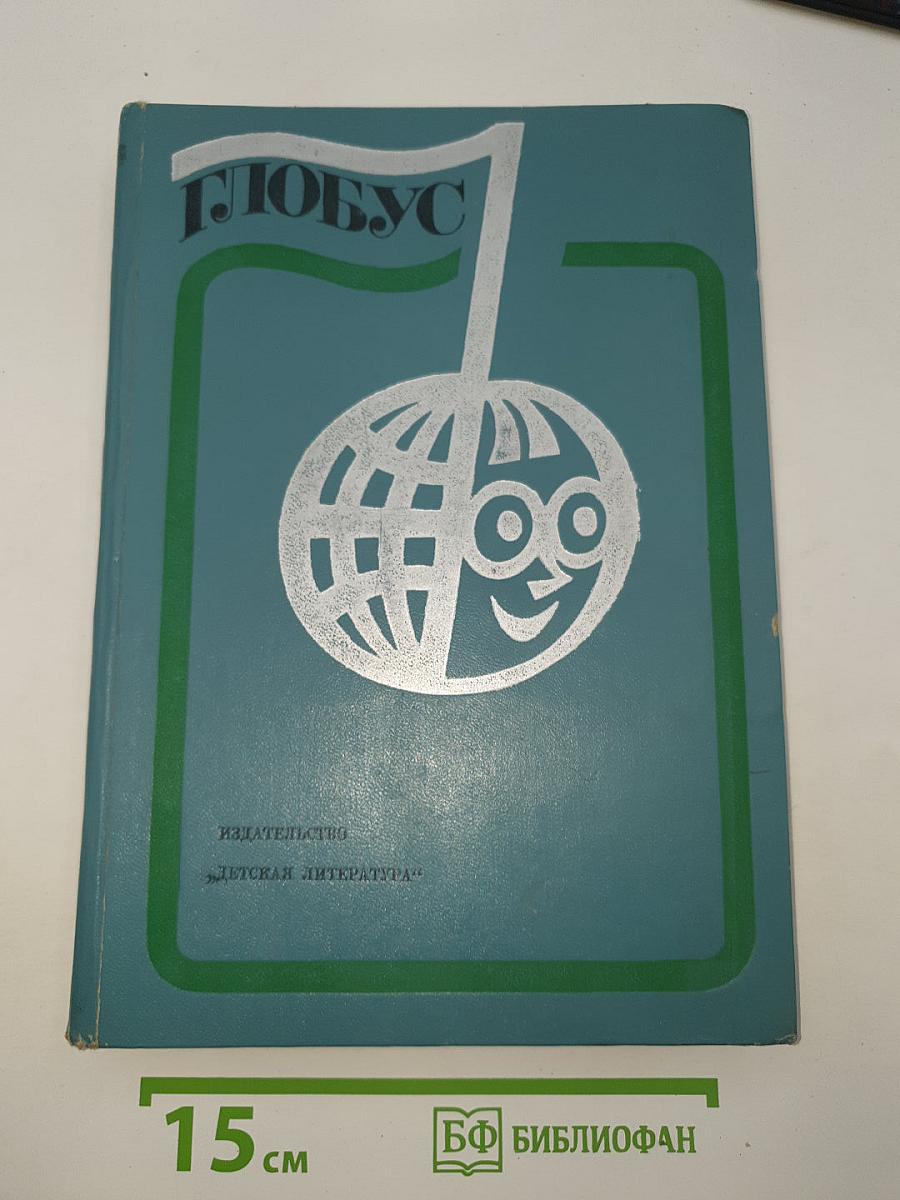 ГЛОБУС
ИЗДАТЕЛЬСТВО
„ДЕТСКАЯ ЛИТЕРАТУРА“
15 см
БФ БИБЛИОФАН